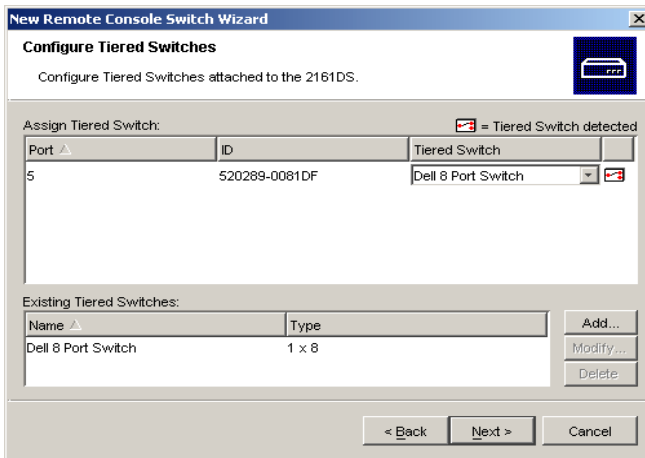 New Remote Console Switch Wizard
Configure Tiered Switches
Configure Tiered Switches attached to the 2161DS.
Assign Tiered Switch:
= Tiered Switch detected
Port ID Tiered Switch
5 520289-0081DF Dell 8 Port Switch
Existing Tiered Switches:
Name Type
Dell 8 Port Switch 1 x 8
Add...
Modify...
Delete
< Back Next > Cancel